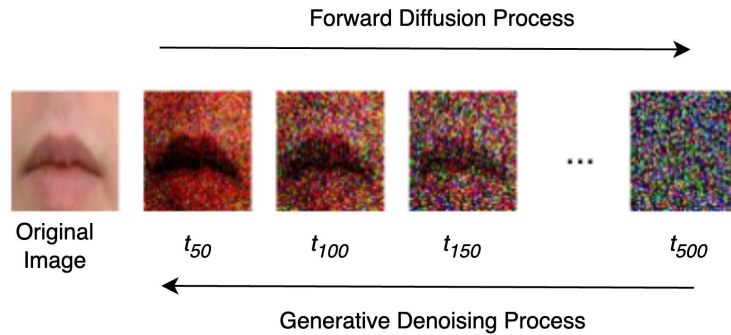 Forward Diffusion Process
...
Original
Image
t50
t100
t150
t500
Generative Denoising Process